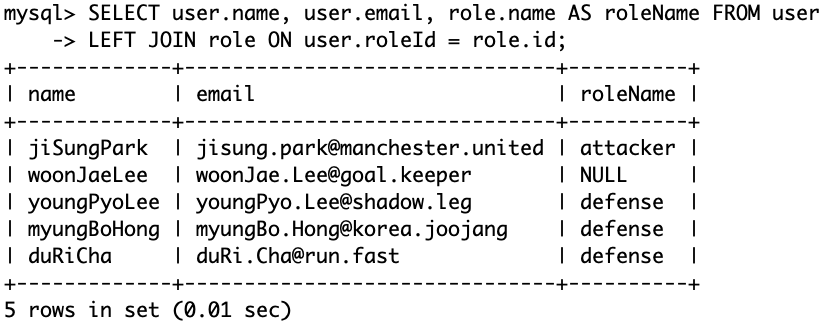 mysql> SELECT user.name, user.email, role.name AS roleName FROM user
    -> LEFT JOIN role ON user.roleId = role.id;
+-------------+------------------------------+----------+
| name        | email                        | roleName |
+-------------+------------------------------+----------+
| jiSungPark  | jisung.park@manchester.united | attacker |
| woonJaeLee  | woonJae.Lee@goal.keeper      | NULL     |
| youngPyoLee | youngPyo.Lee@shadow.leg      | defense  |
| myungBoHong | myungBo.Hong@korea.joojang   | defense  |
| duRiCha     | duRi.Cha@run.fast            | defense  |
+-------------+------------------------------+----------+
5 rows in set (0.01 sec)